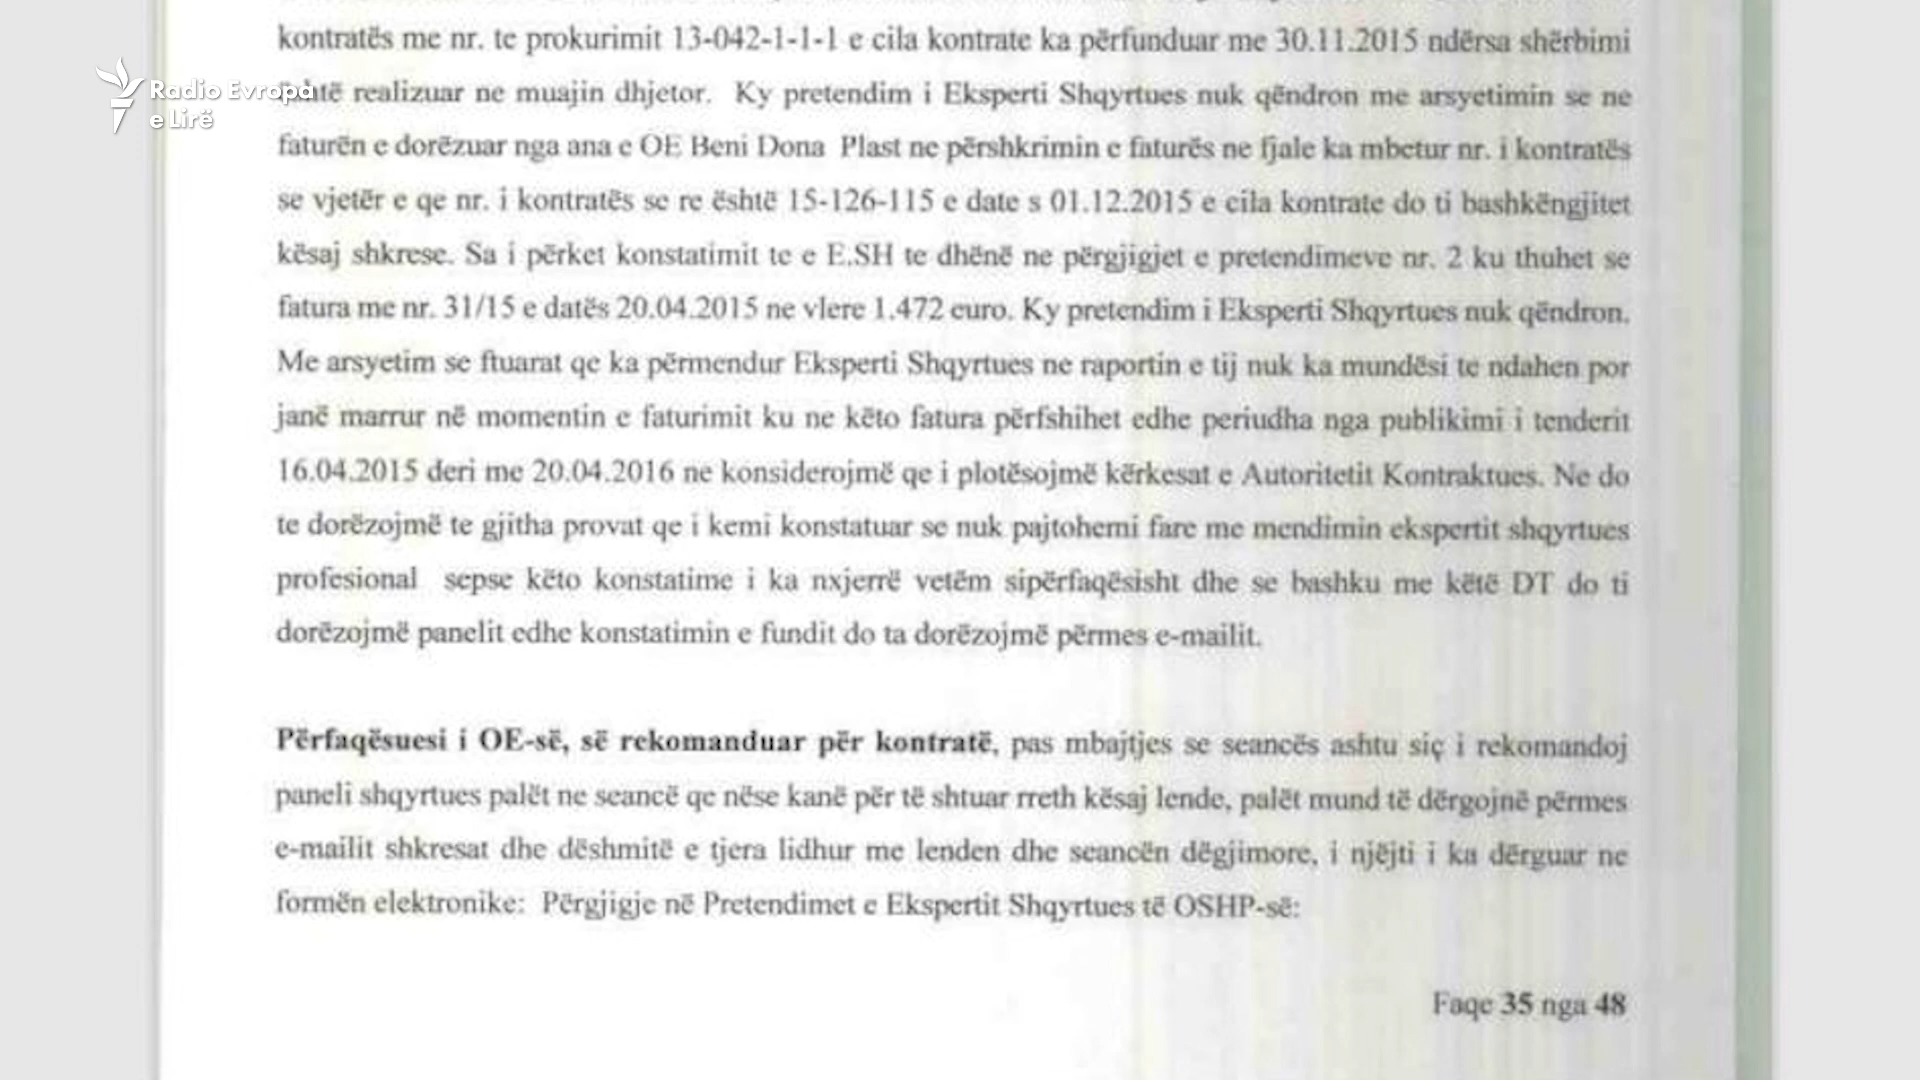 kontratës me nr. te prokurimit 13-042-1-1-1 e cila kontrate ka përfunduar me 30.11.2015 ndërsa shërbimi
Radio Evropa
e Lirë
është realizuar ne muajin dhjetor. Ky pretendim i Eksperti Shqyrtues nuk qëndron me arsyetimin se ne
faturën e dorëzuar nga ana e OE Beni Dona Plast ne përshkrimin e faturës ne fjale ka mbetur nr. i kontratës
se vjetër e qe nr. i kontratës se re është 15-126-115 e date s 01.12.2015 e cila kontrate do ti bashkëngjitet
kësaj shkrese. Sa i përket konstatimit te e E.SH te dhënë ne përgjigjet e pretendimeve nr. 2 ku thuhet se
fatura me nr. 31/15 e datës 20.04.2015 ne vlere 1.472 euro. Ky pretendim i Eksperti Shqyrtues nuk qëndron.
Me arsyetim se ftuarat qe ka përmendur Eksperti Shqyrtues ne raportin e tij nuk ka mundësi te ndahen por
janë marrur në momentin e faturimit ku ne këto fatura përfshihet edhe periudha nga publikimi i tenderit
16.04.2015 deri me 20.04.2016 ne konsiderojmë qe i plotësojmë kërkesat e Autoritetit Kontraktues. Ne do
te dorëzojmë te gjitha provat qe i kemi konstatuar se nuk pajtohemi fare me mendimin ekspertit shqyrtues
profesional sepse këto konstatime i ka nxjerrë vetëm sipërfaqësisht dhe se bashku me këtë DT do ti
dorëzojmë panelit edhe konstatimin e fundit do ta dorëzojmë përmes e-mailit.
Përfaqësuesi i OE-së, së rekomanduar për kontratë, pas mbajtjes se seancës ashtu siç i rekomandoj
paneli shqyrtues palët ne seancë qe nëse kanë për të shtuar rreth kësaj lende, palët mund të dërgojnë përmes
e-mailit shkresat dhe dëshmitë e tjera lidhur me lenden dhe seancën dëgjimore, i njëjti i ka dërguar ne
formën elektronike: Përgjigje në Pretendimet e Ekspertit Shqyrtues të OSHP-së:
Faqe 35 nga 48